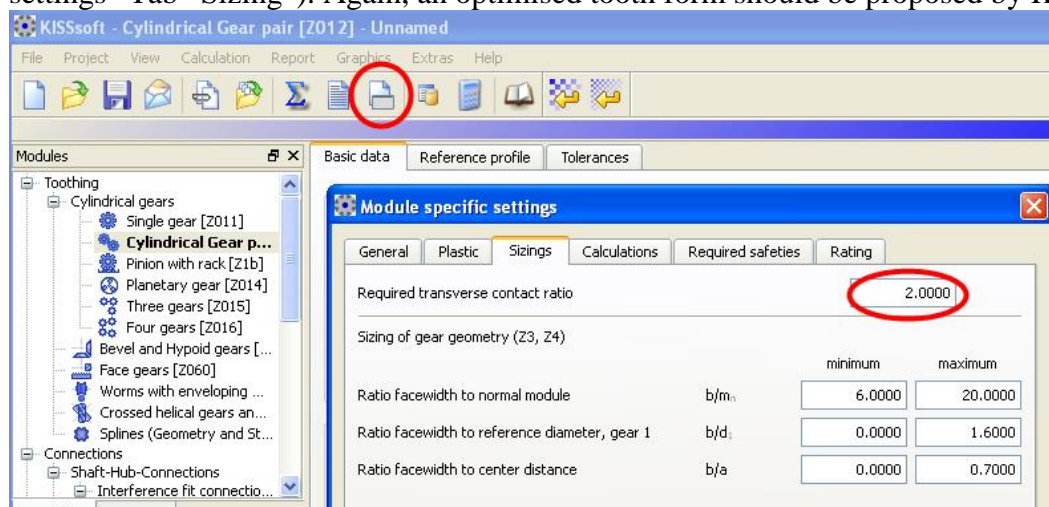 settings" Tab "Sizing"). Again, an optimised tooth form should be proposed by
KISSsoft - Cylindrical Gear pair [Z012] - Unnamed
File Project View Calculation Report Graphics Extras Help
Modules
Basic data Reference profile Tolerances
Toothing
Cylindrical gears
Single gear [Z011]
Cylindrical Gear p...
Pinion with rack [Z1b]
Planetary gear [Z014]
Three gears [Z015]
Four gears [Z016]
Bevel and Hypoid gears [...
Face gears [Z060]
Worms with enveloping ...
Crossed helical gears an...
Splines (Geometry and St...
Connections
Shaft-Hub-Connections
Interference fit connectio...
Module specific settings
General Plastic Sizings Calculations Required safeties Rating
Required transverse contact ratio 2.0000
Sizing of gear geometry (Z3, Z4)
minimum maximum
Ratio facewidth to normal module b/mₙ 6.0000 20.0000
Ratio facewidth to reference diameter, gear 1 b/d₁ 0.0000 1.6000
Ratio facewidth to center distance b/a 0.0000 0.7000